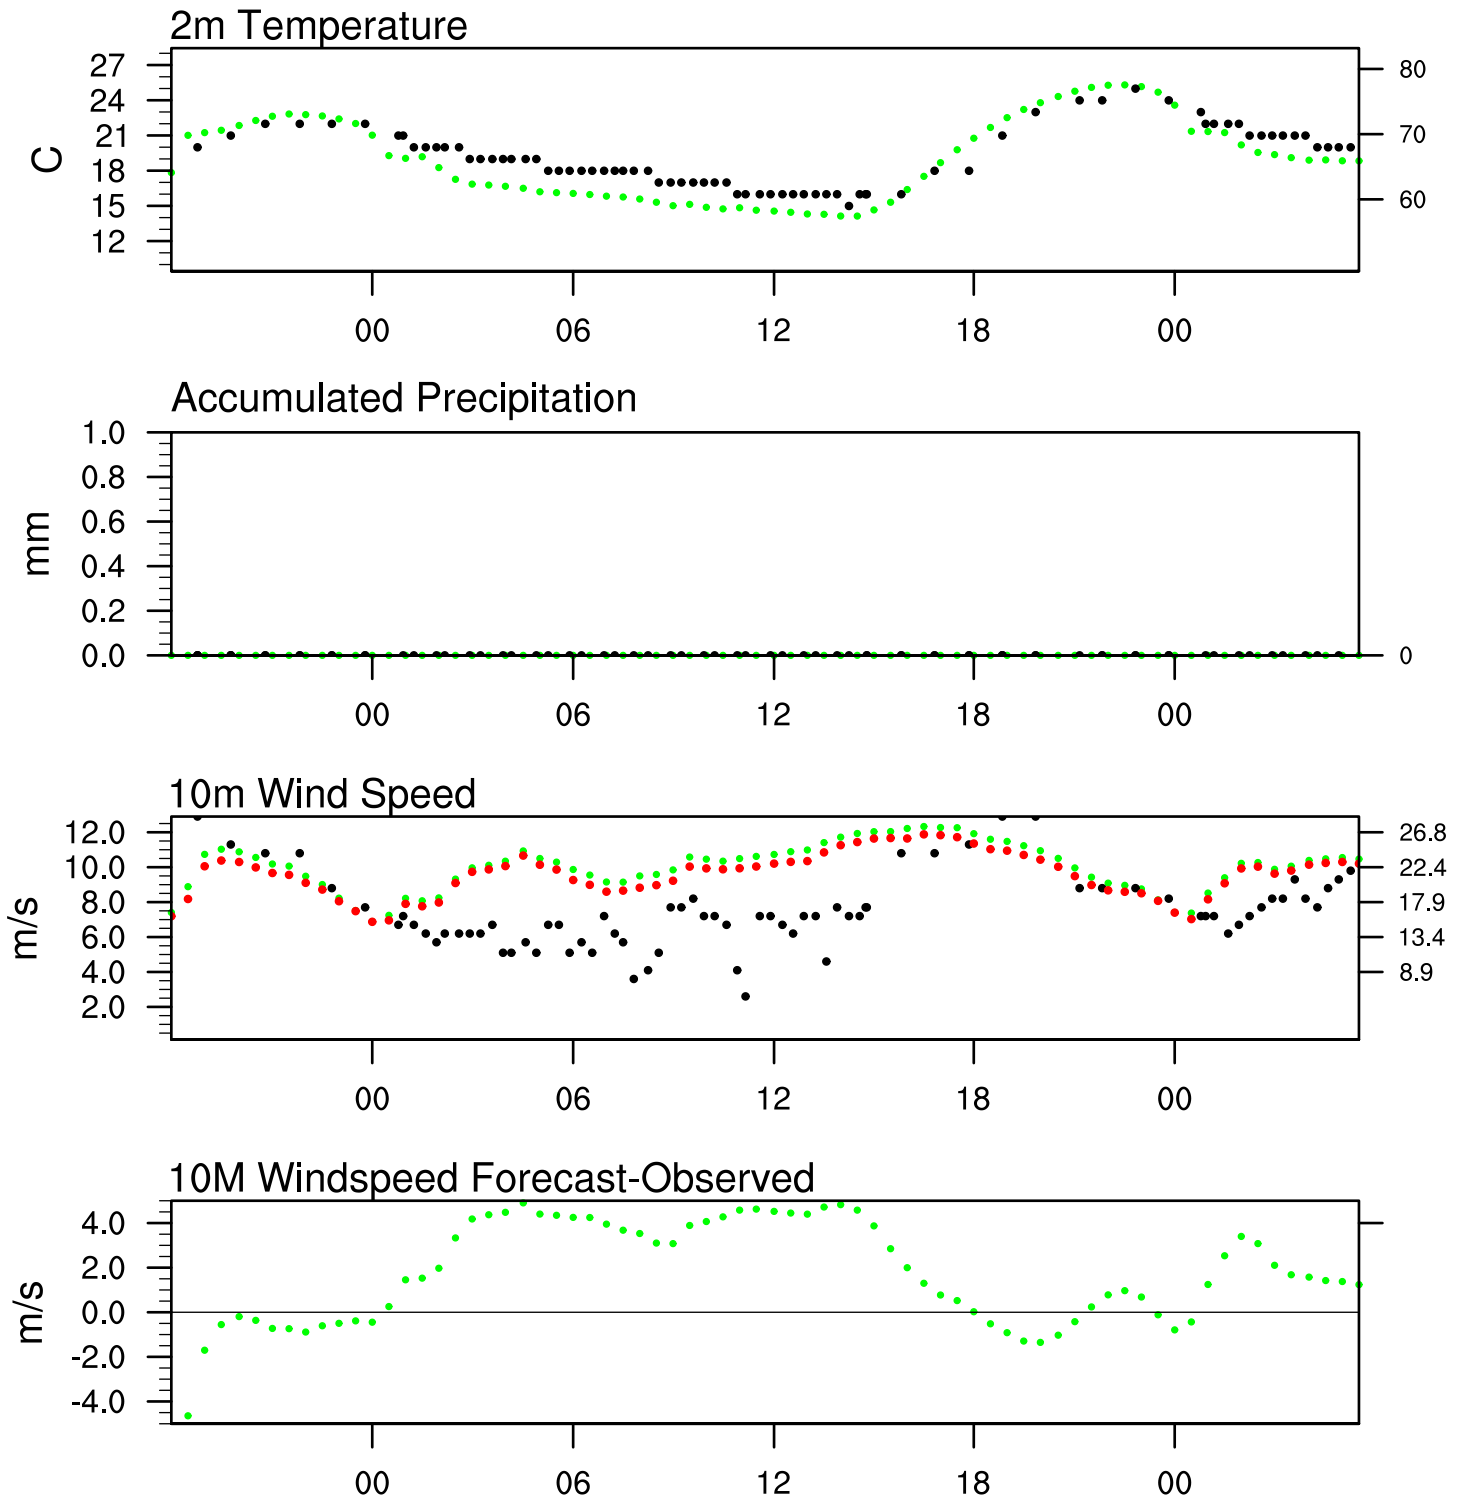 2m Temperature
27
24
21
18
15
12
C
80
70
60
00 06 12 18 00
Accumulated Precipitation
1.0
0.8
0.6
0.4
0.2
0.0
mm
0
00 06 12 18 00
10m Wind Speed
12.0
10.0
8.0
6.0
4.0
2.0
m/s
26.8
22.4
17.9
13.4
8.9
00 06 12 18 00
10M Windspeed Forecast-Observed
4.0
2.0
0.0
-2.0
-4.0
m/s
00 06 12 18 00